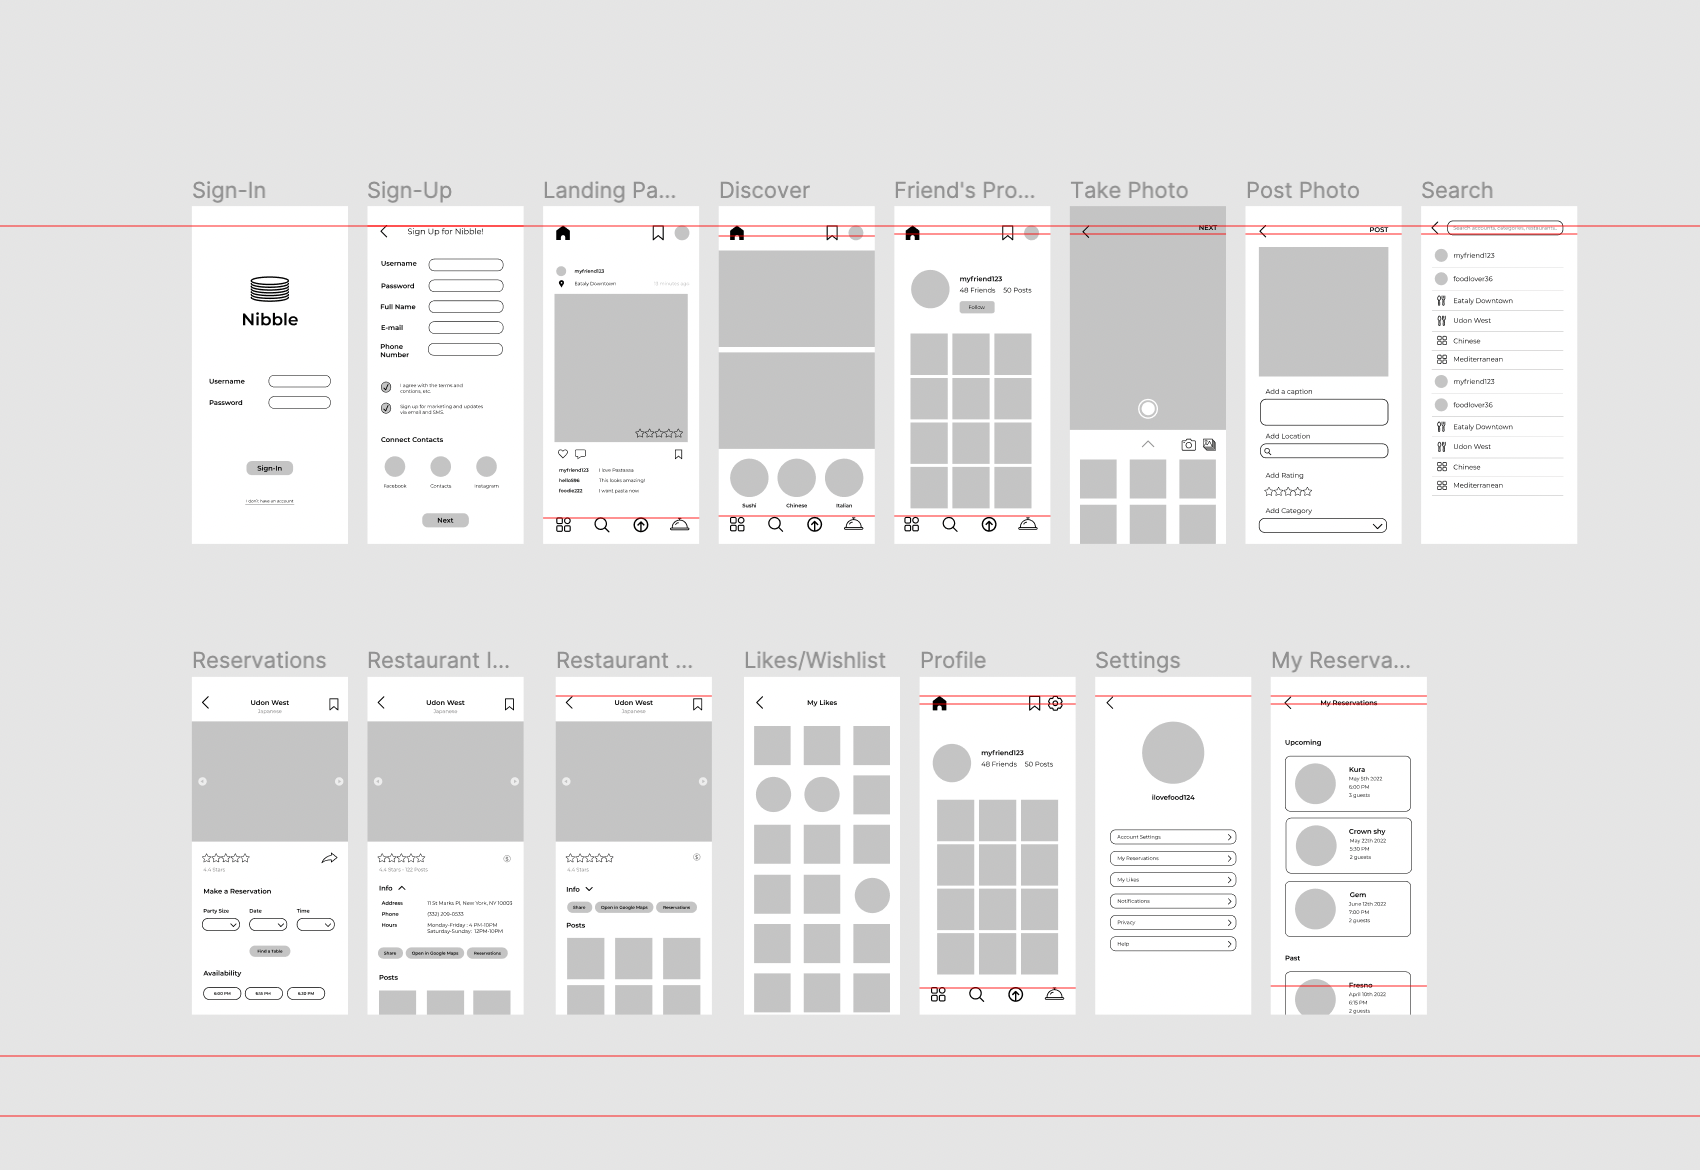 Sign-In
Sign-Up
Landing Pa...
Discover
Friend's Pro...
Take Photo
Post Photo
Search
Nibble
Username
Password
Sign-In
I don't have an account
Sign Up for Nibble!
Username
Password
Full Name
E-mail
Phone
Number
I agree with the terms and
contions, etc.
Sign up for marketing and updates
via email and SMS.
Connect Contacts
Facebook
Contacts
Instagram
Next
myfriend123
Eataly Downtown
13 minutes ago
myfriend123 I love Pastassa
hello596 This looks amazing!
foodie222 I want pasta now
Sushi
Chinese
Italian
myfriend123
48 Friends 50 Posts
Follow
NEXT
POST
Add a caption
Add Location
Add Rating
Add Category
Search accounts, categories, restaurants...
myfriend123
foodlover36
Eataly Downtown
Udon West
Chinese
Mediterranean
myfriend123
foodlover36
Eataly Downtown
Udon West
Chinese
Mediterranean
Reservations
Restaurant I...
Restaurant ...
Likes/Wishlist
Profile
Settings
My Reserva...
Udon West
Japanese
4.4 Stars
Make a Reservation
Party Size
Date
Time
Find a Table
Availability
6:00 PM
6:15 PM
6:30 PM
Udon West
Japanese
4.4 Stars • 122 Posts
Info
Address 11 St Marks Pl, New York, NY 10003
Phone (332) 209-0533
Hours Monday-Friday : 4 PM-10PM
Saturday-Sunday: 12PM-10PM
Share
Open in Google Maps
Reservations
Posts
Udon West
Japanese
4.4 Stars
Info
Share
Open in Google Maps
Reservations
Posts
My Likes
myfriend123
48 Friends 50 Posts
ilovefood124
Account Settings
My Reservations
My Likes
Notifications
Privacy
Help
My Reservations
Upcoming
Kura
May 5th 2022
6:00 PM
3 guests
Crown shy
May 22th 2022
5:30 PM
2 guests
Gem
June 12th 2022
7:00 PM
2 guests
Past
Fresno
April 10th 2022
6:15 PM
2 guests